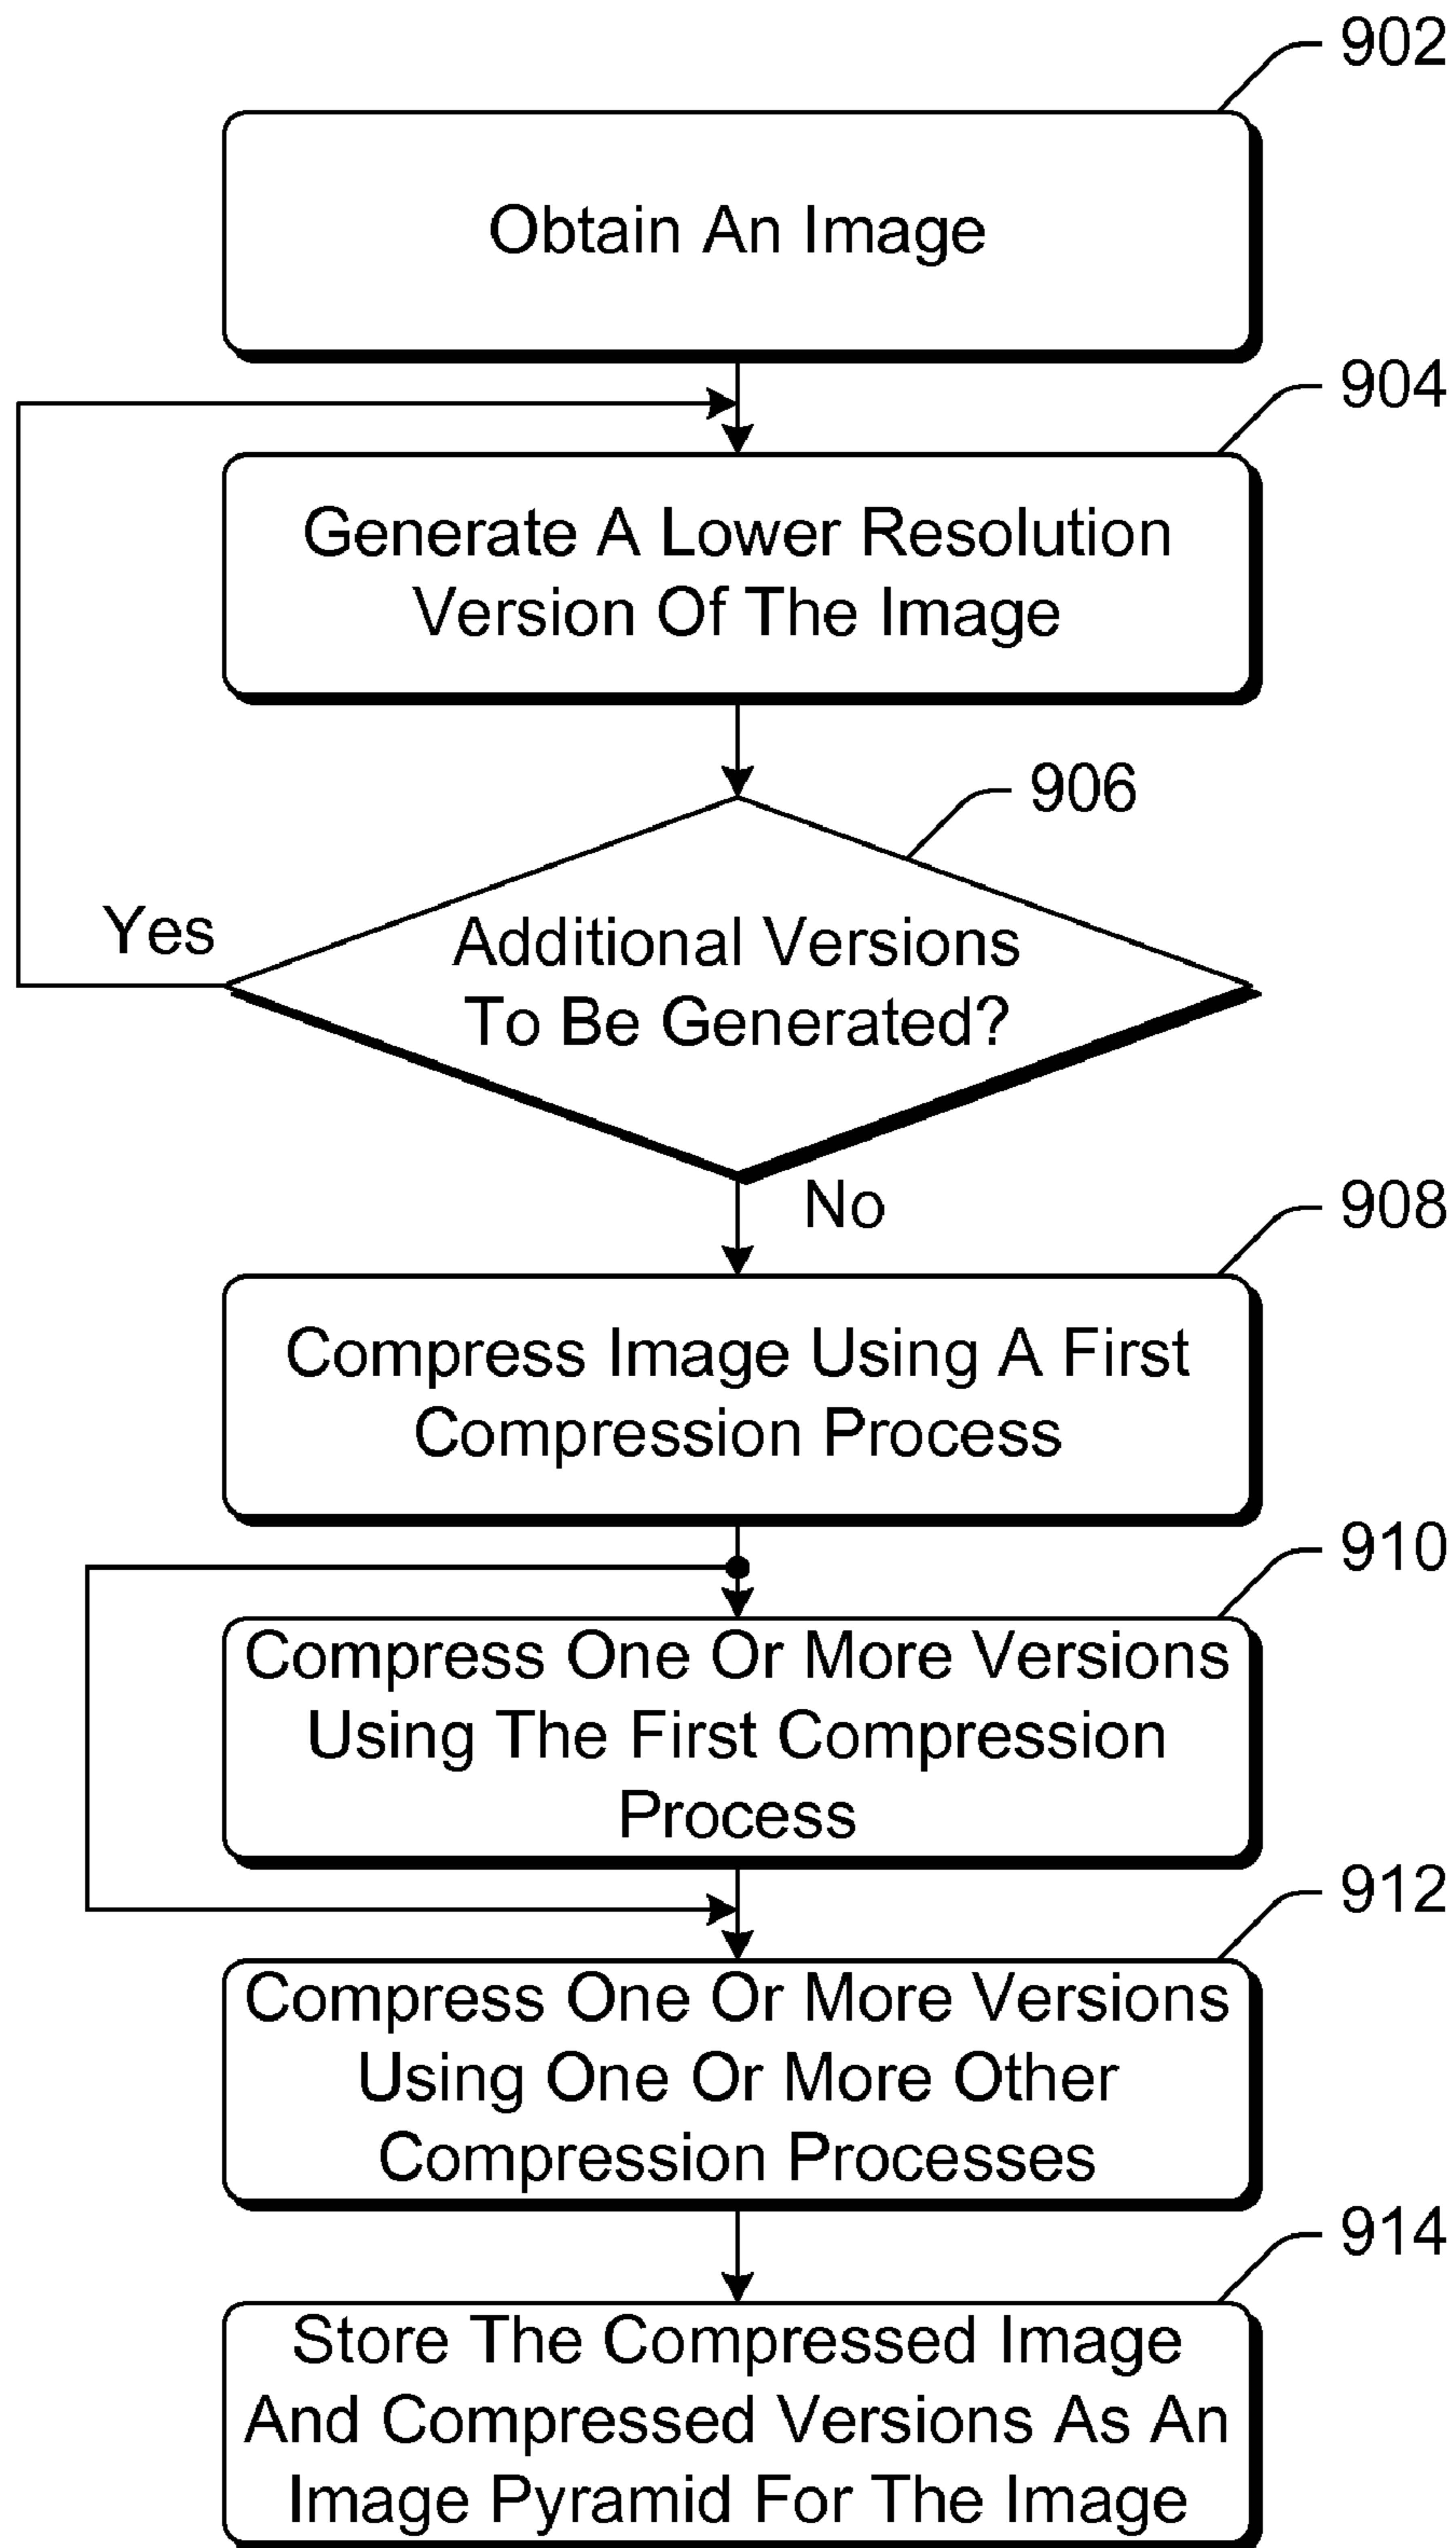 902
Obtain An Image
904
Generate A Lower Resolution
Version Of The Image
906
Yes
Additional Versions
To Be Generated?
No
908
Compress Image Using A First
Compression Process
910
Compress One Or More Versions
Using The First Compression
Process
912
Compress One Or More Versions
Using One Or More Other
Compression Processes
914
Store The Compressed Image
And Compressed Versions As An
Image Pyramid For The Image